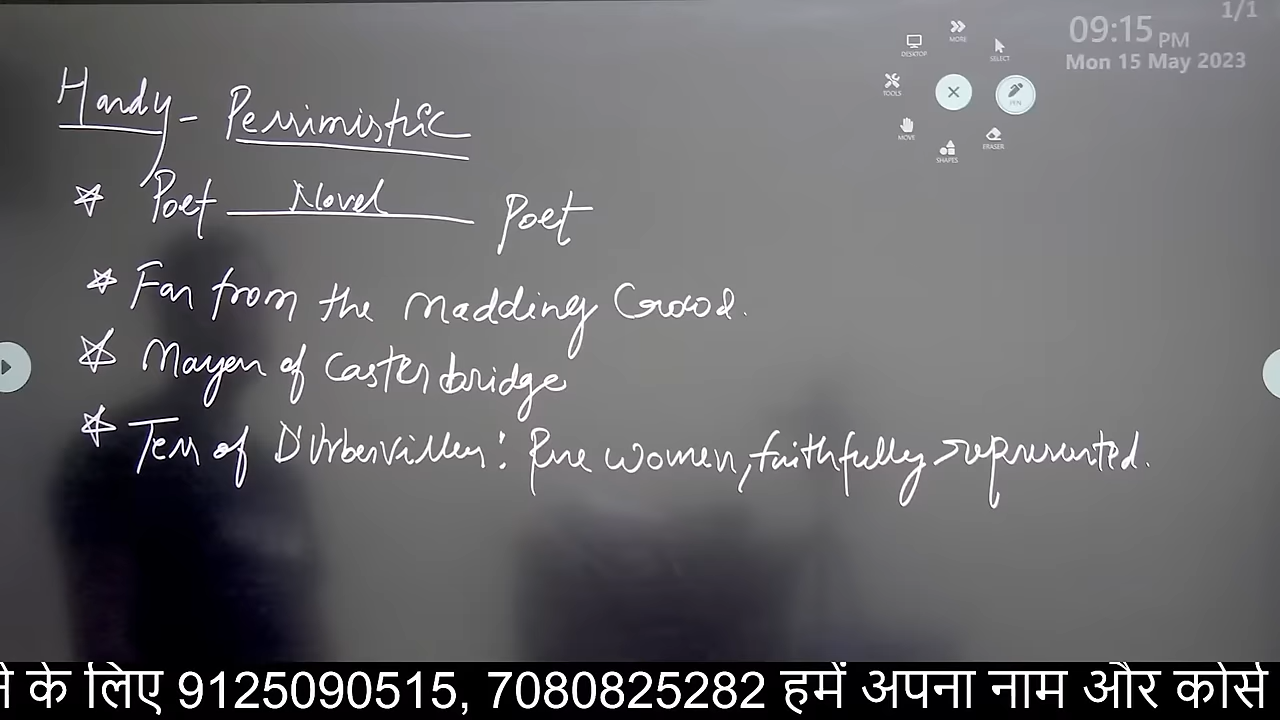 1/1
09:15 PM
Mon 15 May 2023
MORE
DESKTOP
SELECT
TOOLS
PEN
MOVE
ERASER
SHAPES
Hardy - Pessimistic
Poet Novel Poet
Far from the madding Crowd.
Mayor of Casterbridge
Tess of D'Urbervilles: Pure women, faithfully represented.
के लिए 9125090515, 7080825282 हमें अपना नाम और कोर्स